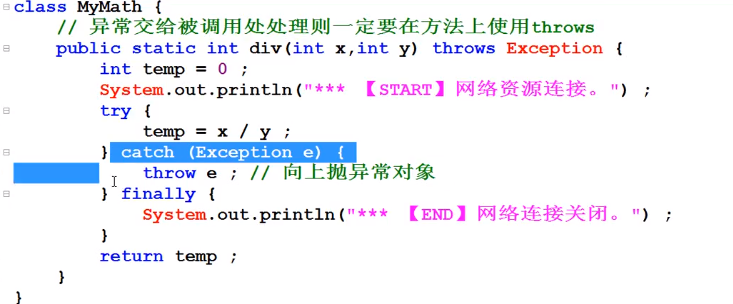 class MyMath {
// 异常交给被调用处处理则一定要在方法上使用throws
public static int div(int x,int y) throws Exception {
int temp = 0 ;
System.out.println("*** 【START】网络资源连接。") ;
try {
temp = x / y ;
} catch (Exception e) {
throw e ; // 向上抛异常对象
} finally {
System.out.println("*** 【END】网络连接关闭。") ;
}
return temp ;
}
}